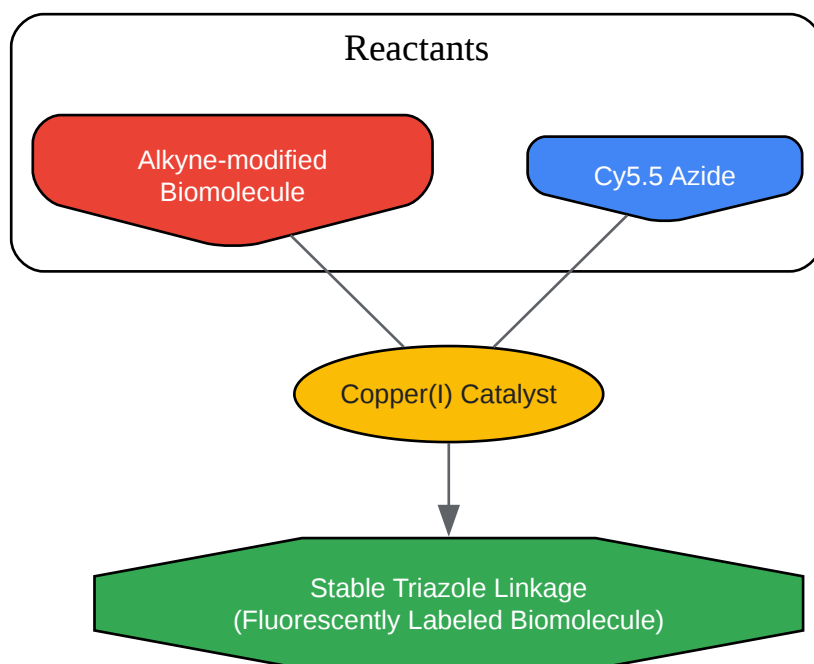 Reactants
Alkyne-modified
Biomolecule
Cy5.5 Azide
Copper(I) Catalyst
Stable Triazole Linkage
(Fluorescently Labeled Biomolecule)